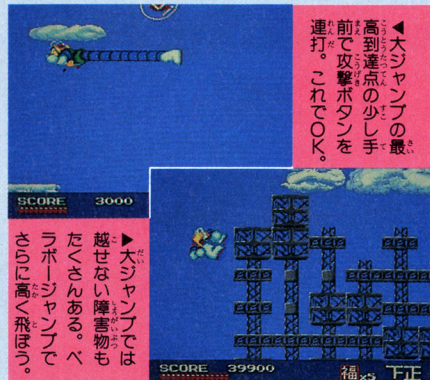 ◀大ジャンプの最
高到達点の少し手
前で攻撃ボタンを
連打。これでOK。
SCORE 3000
▶大ジャンプでは
越せない障害物も
たくさんある。ベ
ラボージャンプで
さらに高く飛ぼう。
SCORE 39900
福×5 下正